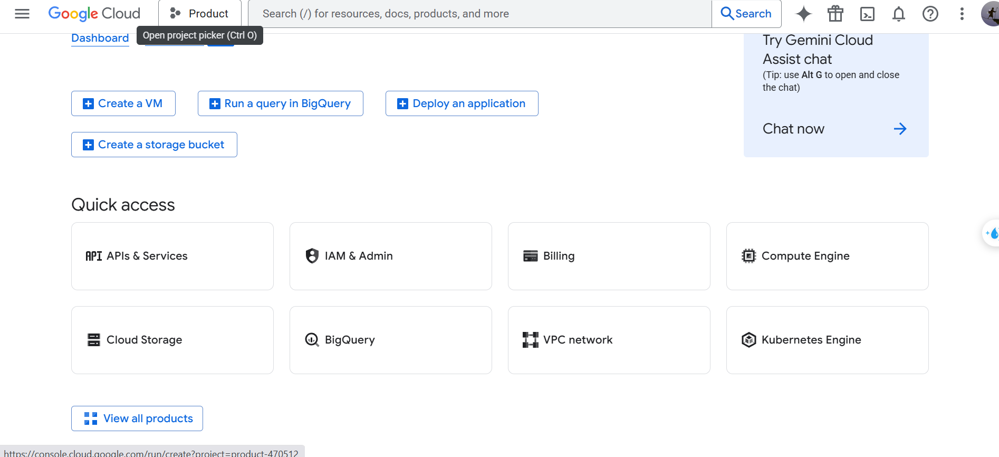 Google Cloud
Product
Search (/) for resources, docs, products, and more
Search
Open project picker (Ctrl O)
Dashboard
Try Gemini Cloud
Assist chat
(Tip: use Alt G to open and close
the chat)
Chat now
Create a VM
Run a query in BigQuery
Deploy an application
Create a storage bucket
Quick access
API APIs & Services
IAM & Admin
Billing
Compute Engine
Cloud Storage
BigQuery
VPC network
Kubernetes Engine
View all products
https://console.cloud.google.com/run/create?project=product-470512